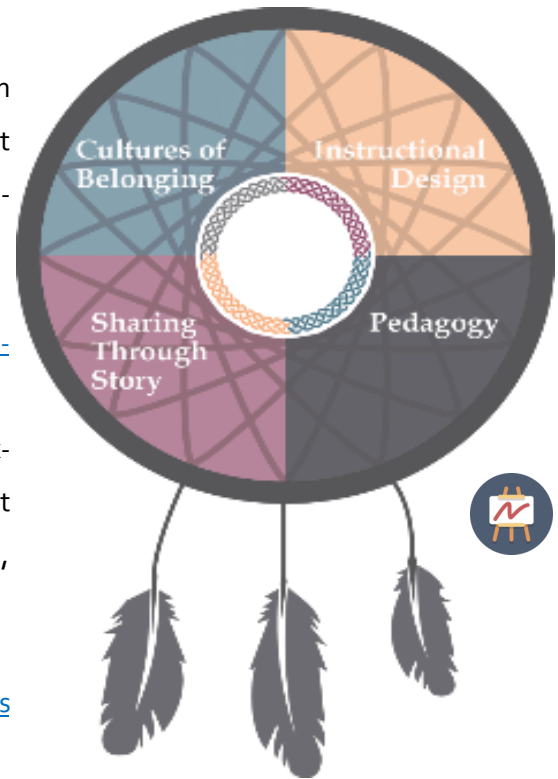 Cultures of
Belonging
Instructional
Design
Sharing
Through
Story
Pedagogy